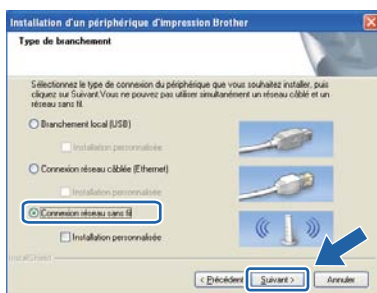 Installation d'un périphérique d'impression Brother
Type de branchement
Sélectionnez le type de connexion du périphérique que vous souhaitez installer, puis
cliquez sur Suivant.Vous ne pouvez pas utiliser simultanément un réseau câblé et un
réseau sans fil.
Branchement local (USB)
Installation personnalisée
Connexion réseau câblée (Ethernet)
Installation personnalisée
Connexion réseau sans fil
Installation personnalisée
InstallShield
< Précédent
Suivant >
Annuler